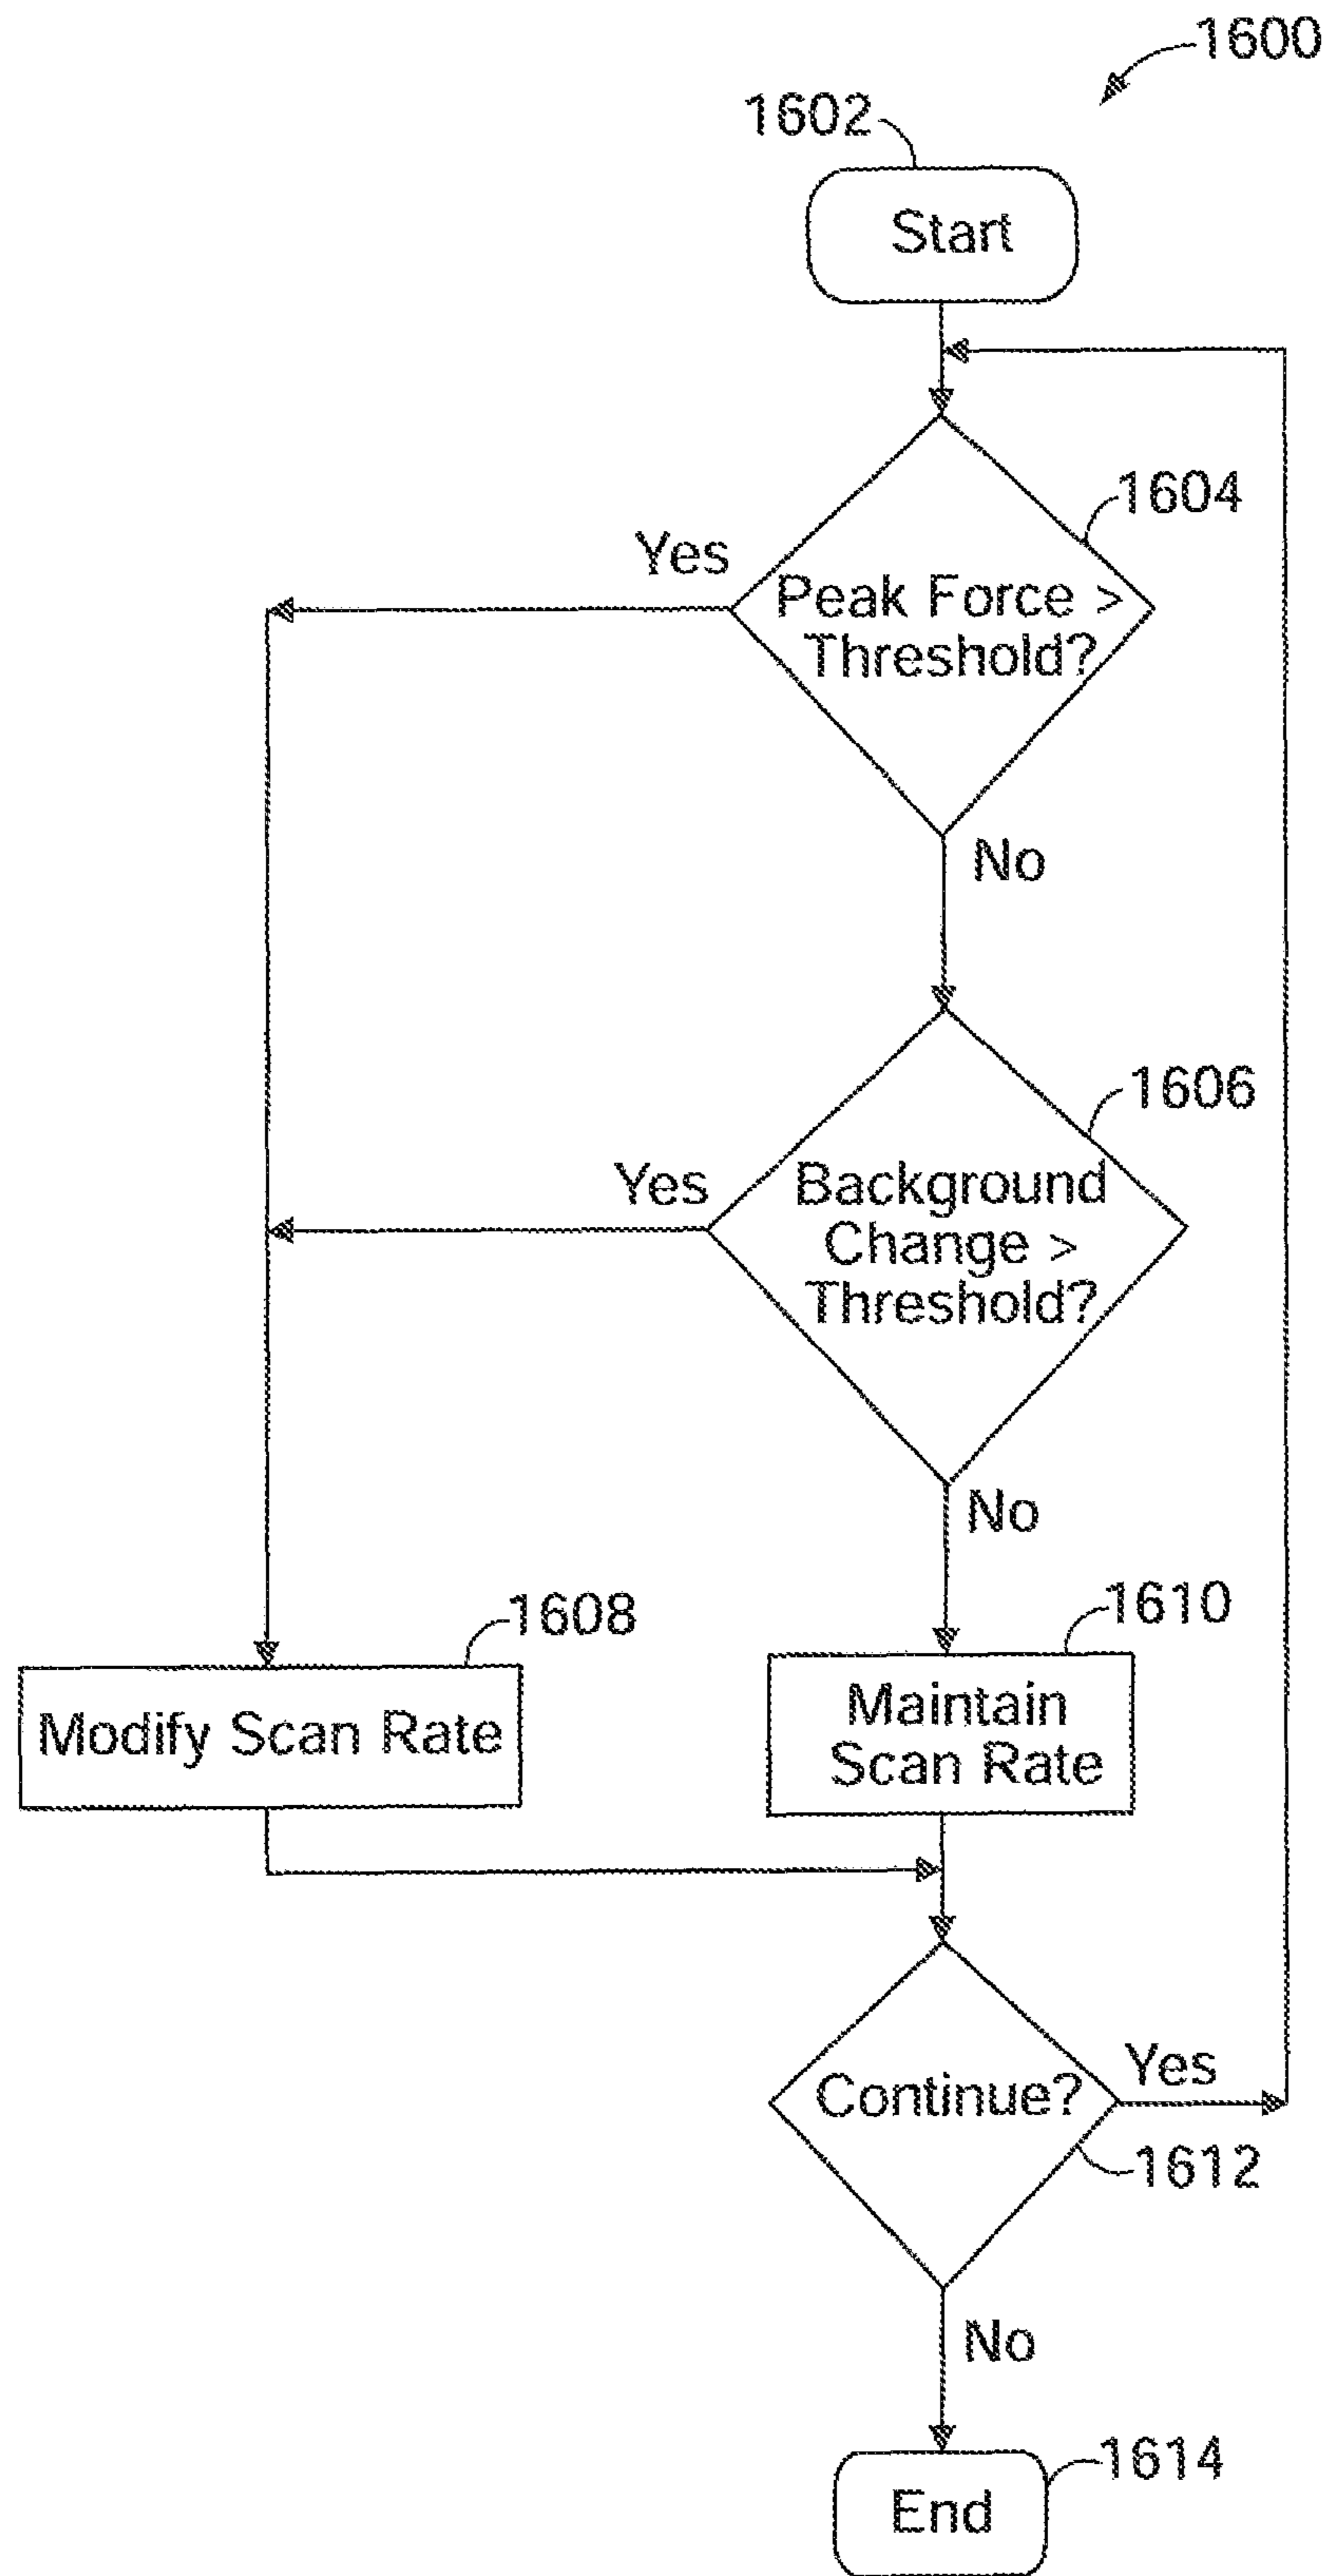 1600
1602
Start
1604
Yes
Peak Force >
Threshold?
No
1606
Yes
Background
Change >
Threshold?
No
1608
1610
Modify Scan Rate
Maintain
Scan Rate
Continue?
Yes
1612
No
1614
End